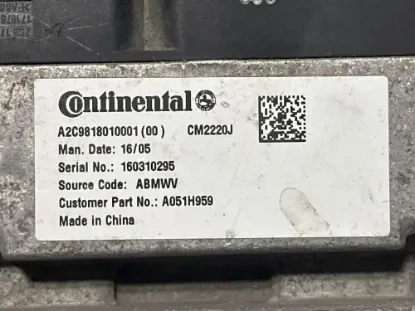 Continental
A2C9818010001 (00) CM2220J
Man. Date: 16/05
Serial No.: 160310295
Source Code: ABMWV
Customer Part No.: A051H959
Made in China